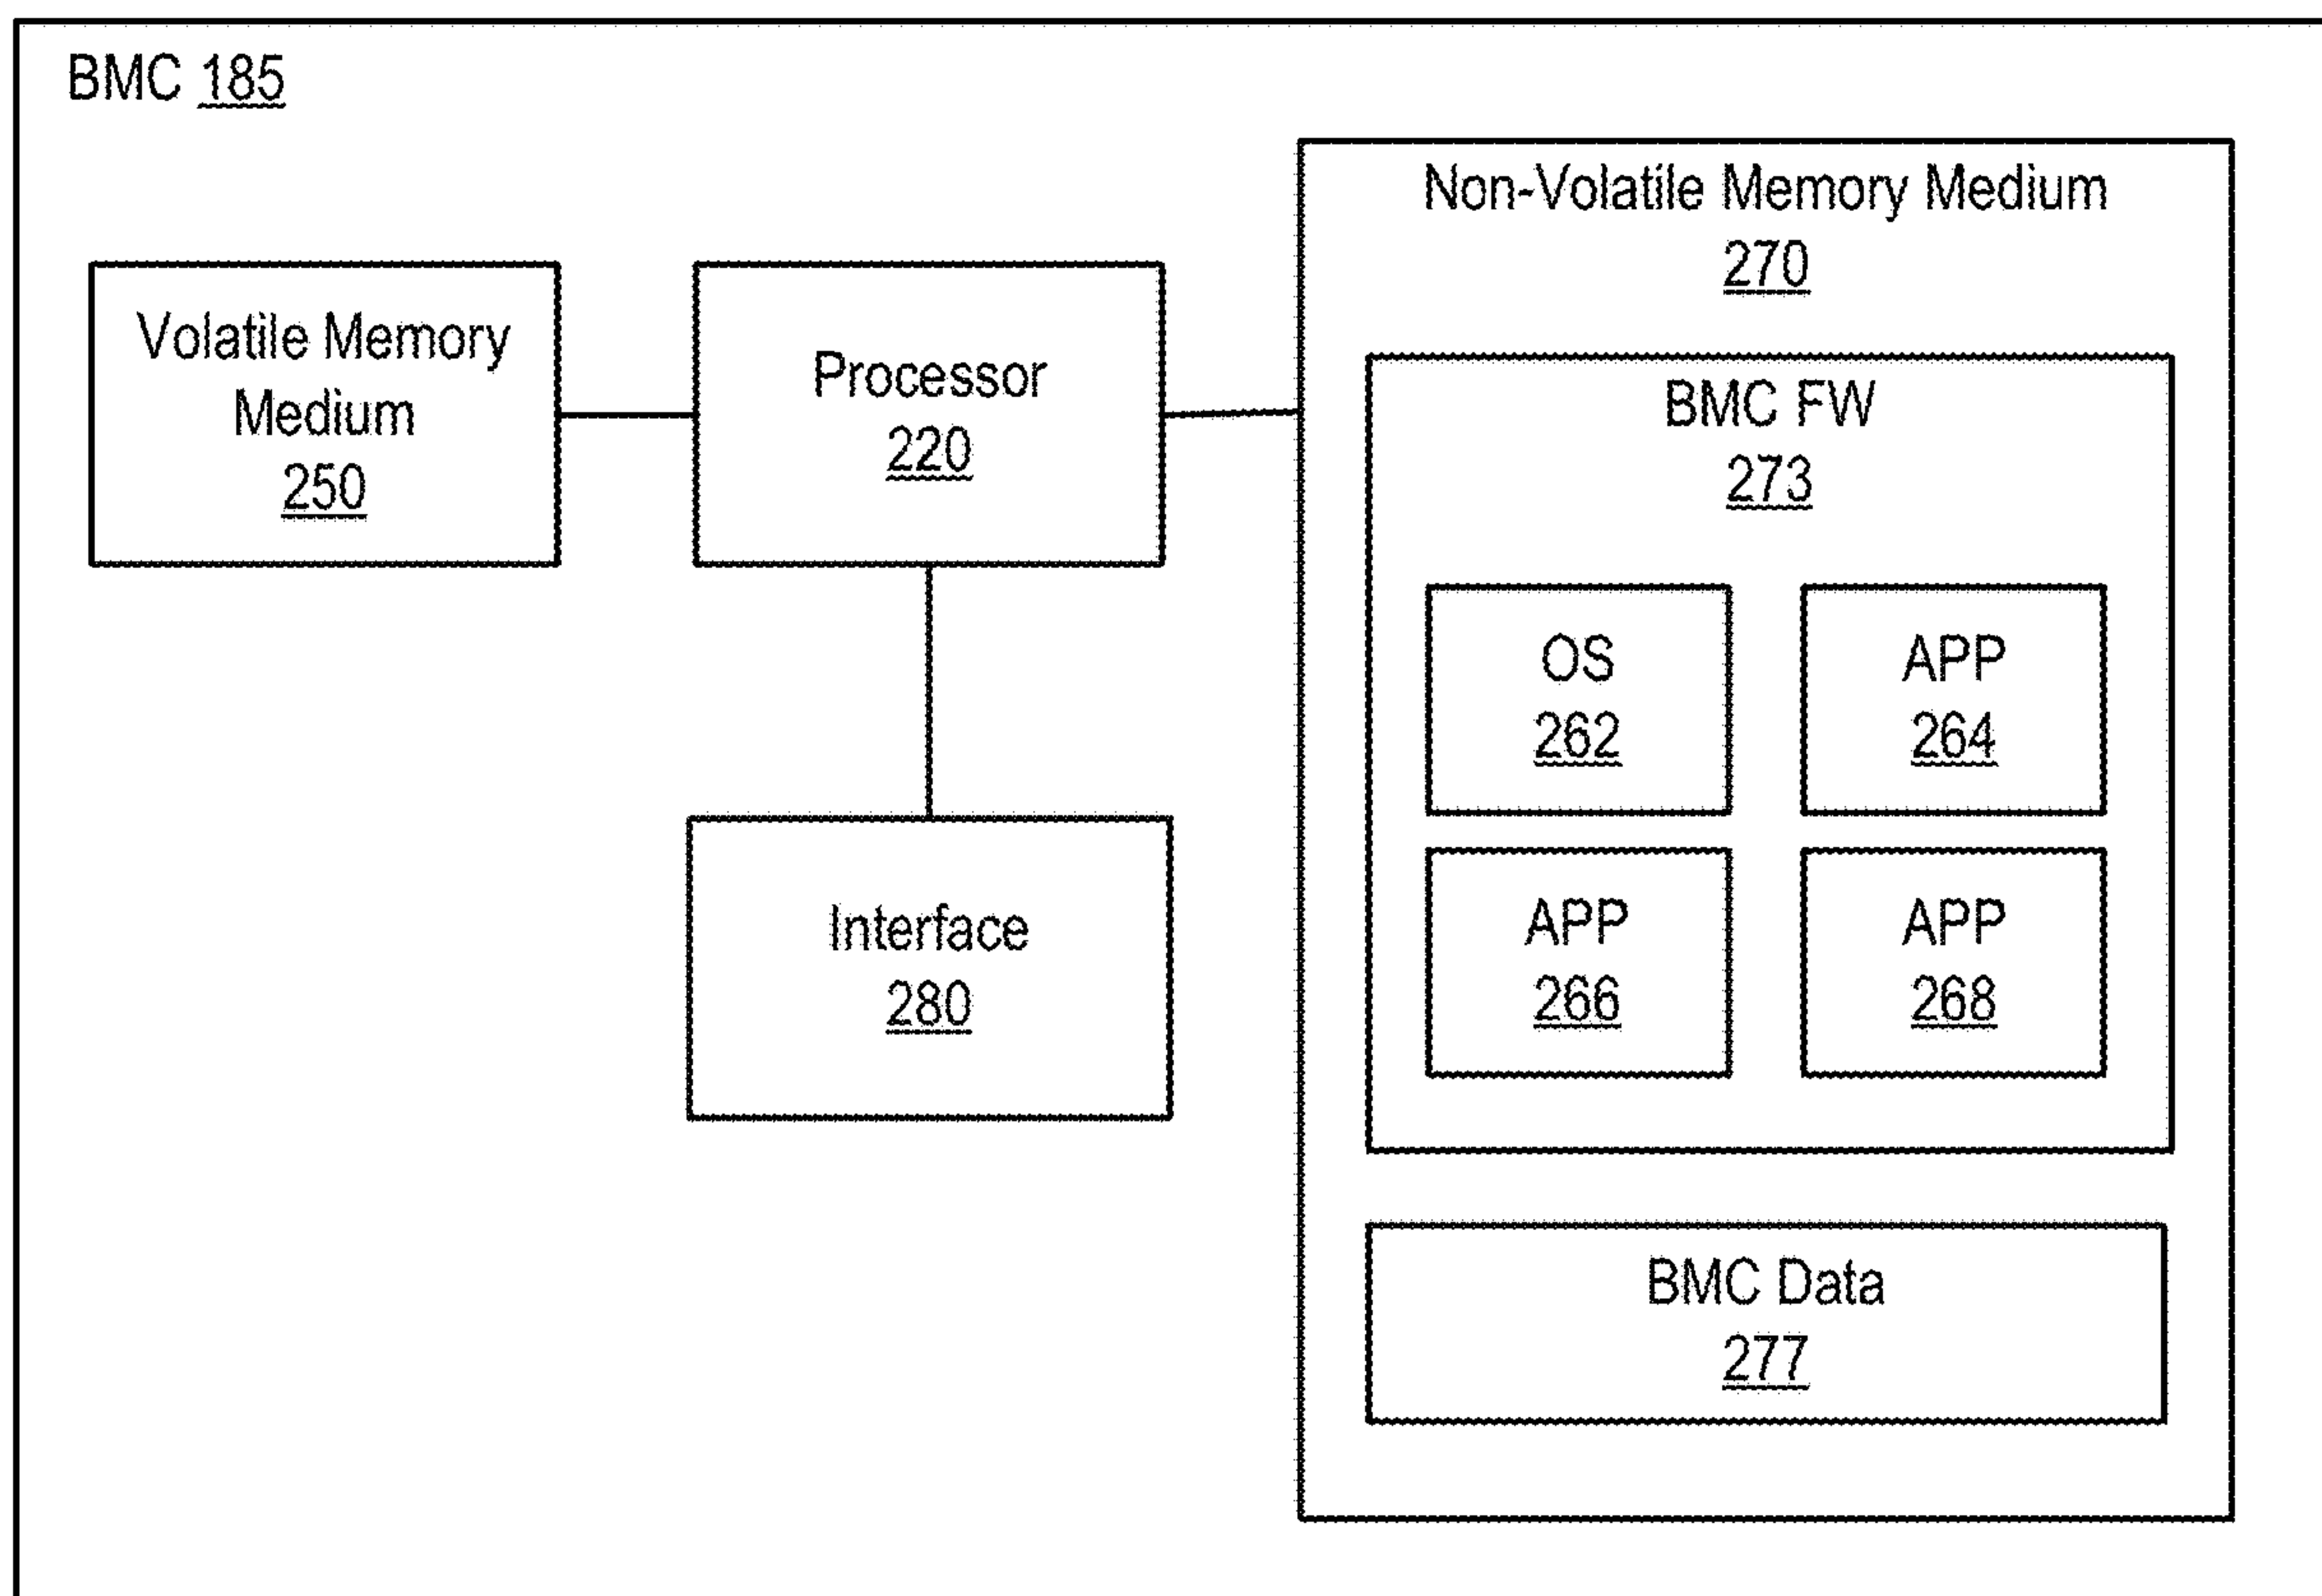 BMC 185
Non-Volatile Memory Medium
270
Volatile Memory
Medium
250
Processor
220
BMC FW
273
OS
262
APP
264
APP
266
APP
268
Interface
280
BMC Data
277